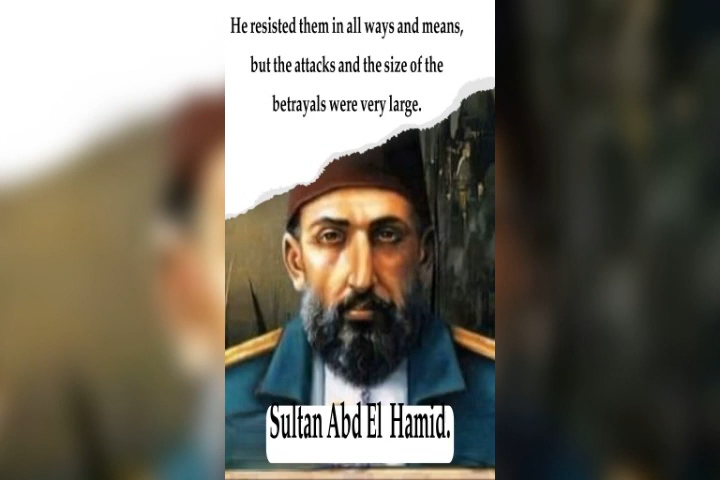 He resisted them in all ways and means,
but the attacks and the size of the
betrayals were very large.
Sultan Abd El Hamid.